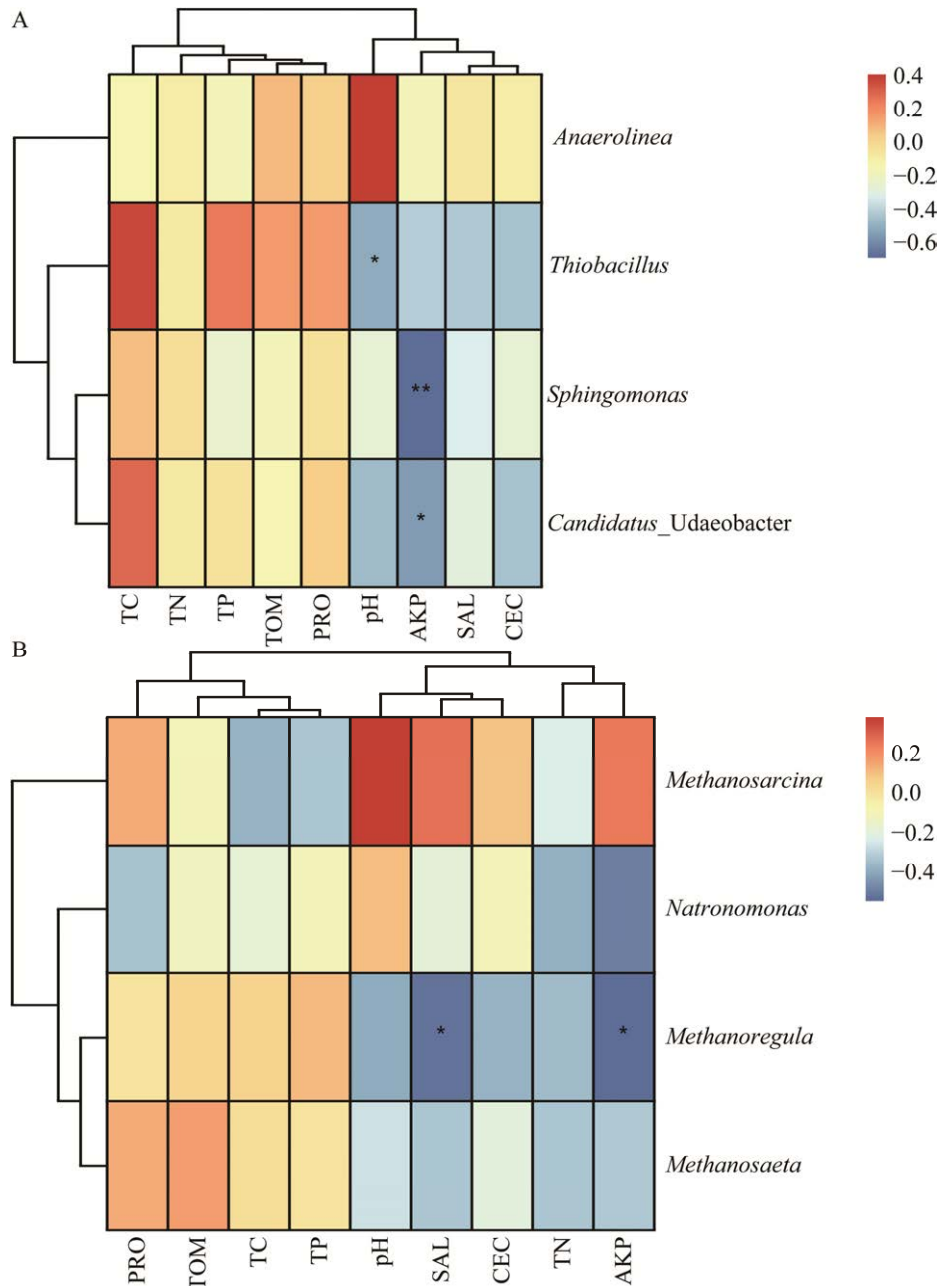 A
0.4
0.2
0.0
−0.2
−0.4
−0.6
Anaerolinea
*
Thiobacillus
**
Sphingomonas
*
Candidatus_Udaeobacter
TC TN TP TOM PRO pH AKP SAL CEC
B
0.2
0.0
−0.2
−0.4
Methanosarcina
Natronomonas
* *
Methanoregula
Methanosaeta
PRO TOM TC TP pH SAL CEC TN AKP